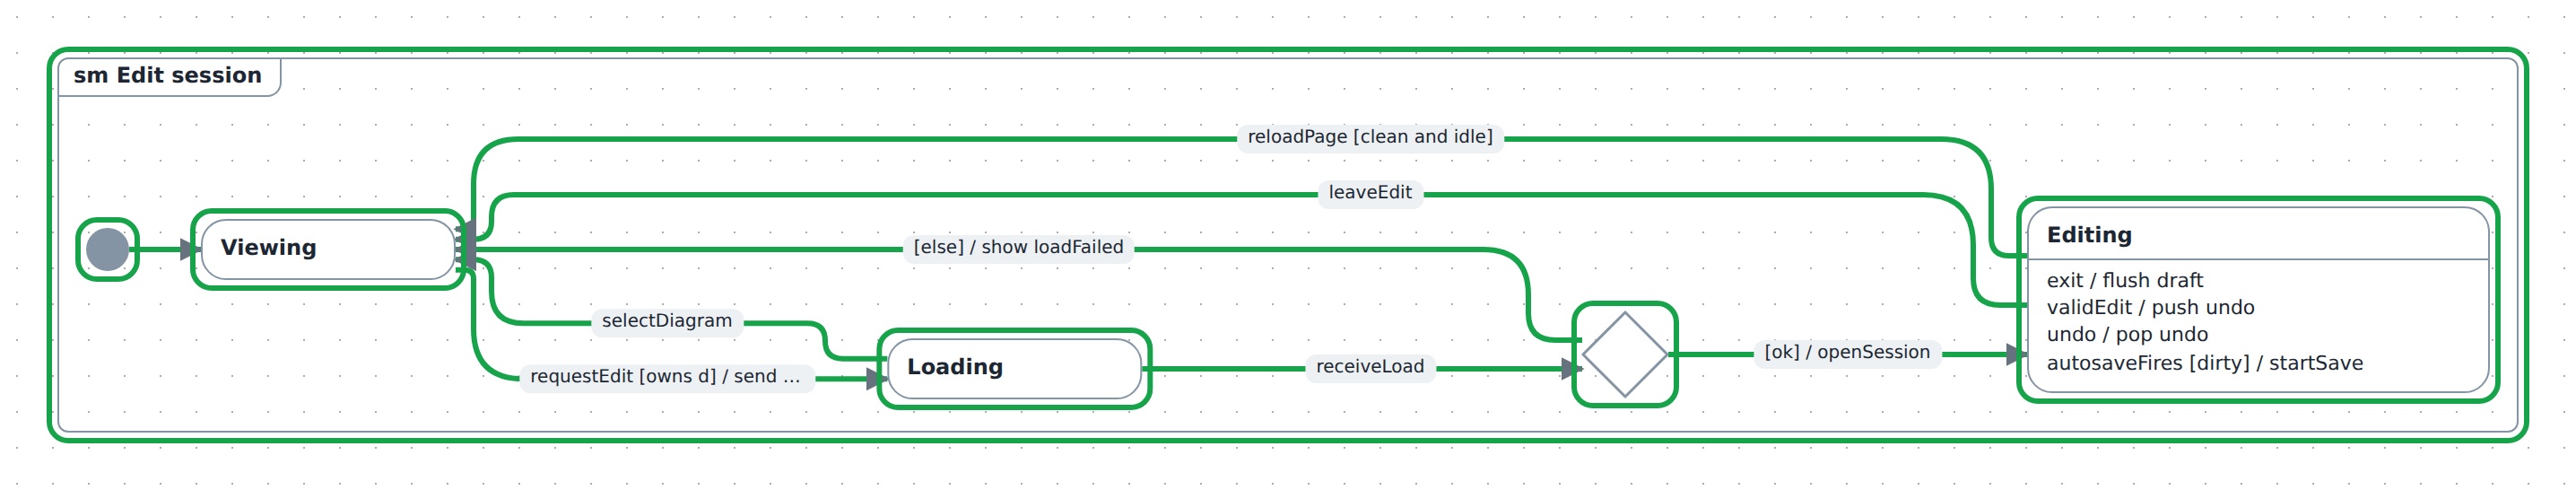 sm Edit session
reloadPage [clean and idle]
leaveEdit
[else] / show loadFailed
Viewing
Editing
exit / flush draft
validEdit / push undo
undo / pop undo
autosaveFires [dirty] / startSave
selectDiagram
requestEdit [owns d] / send ...
Loading
receiveLoad
[ok] / openSession